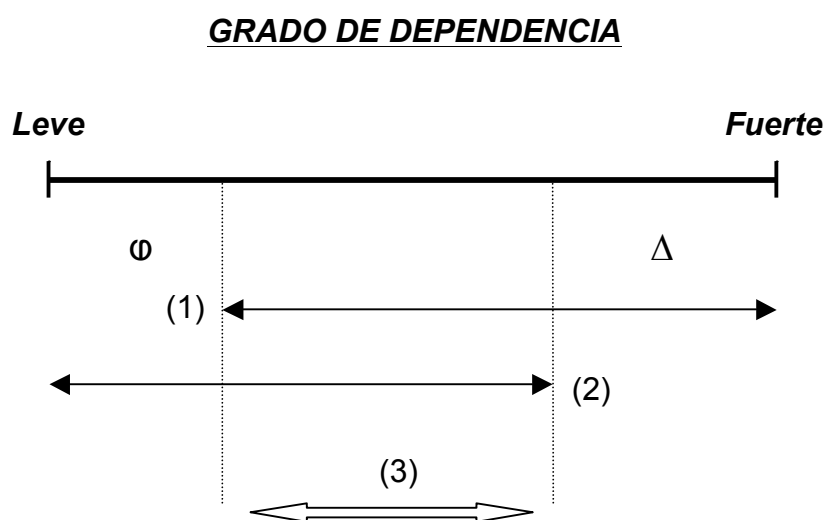 GRADO DE DEPENDENCIA
Leve Fuerte
φ Δ
(1)
(2)
(3)